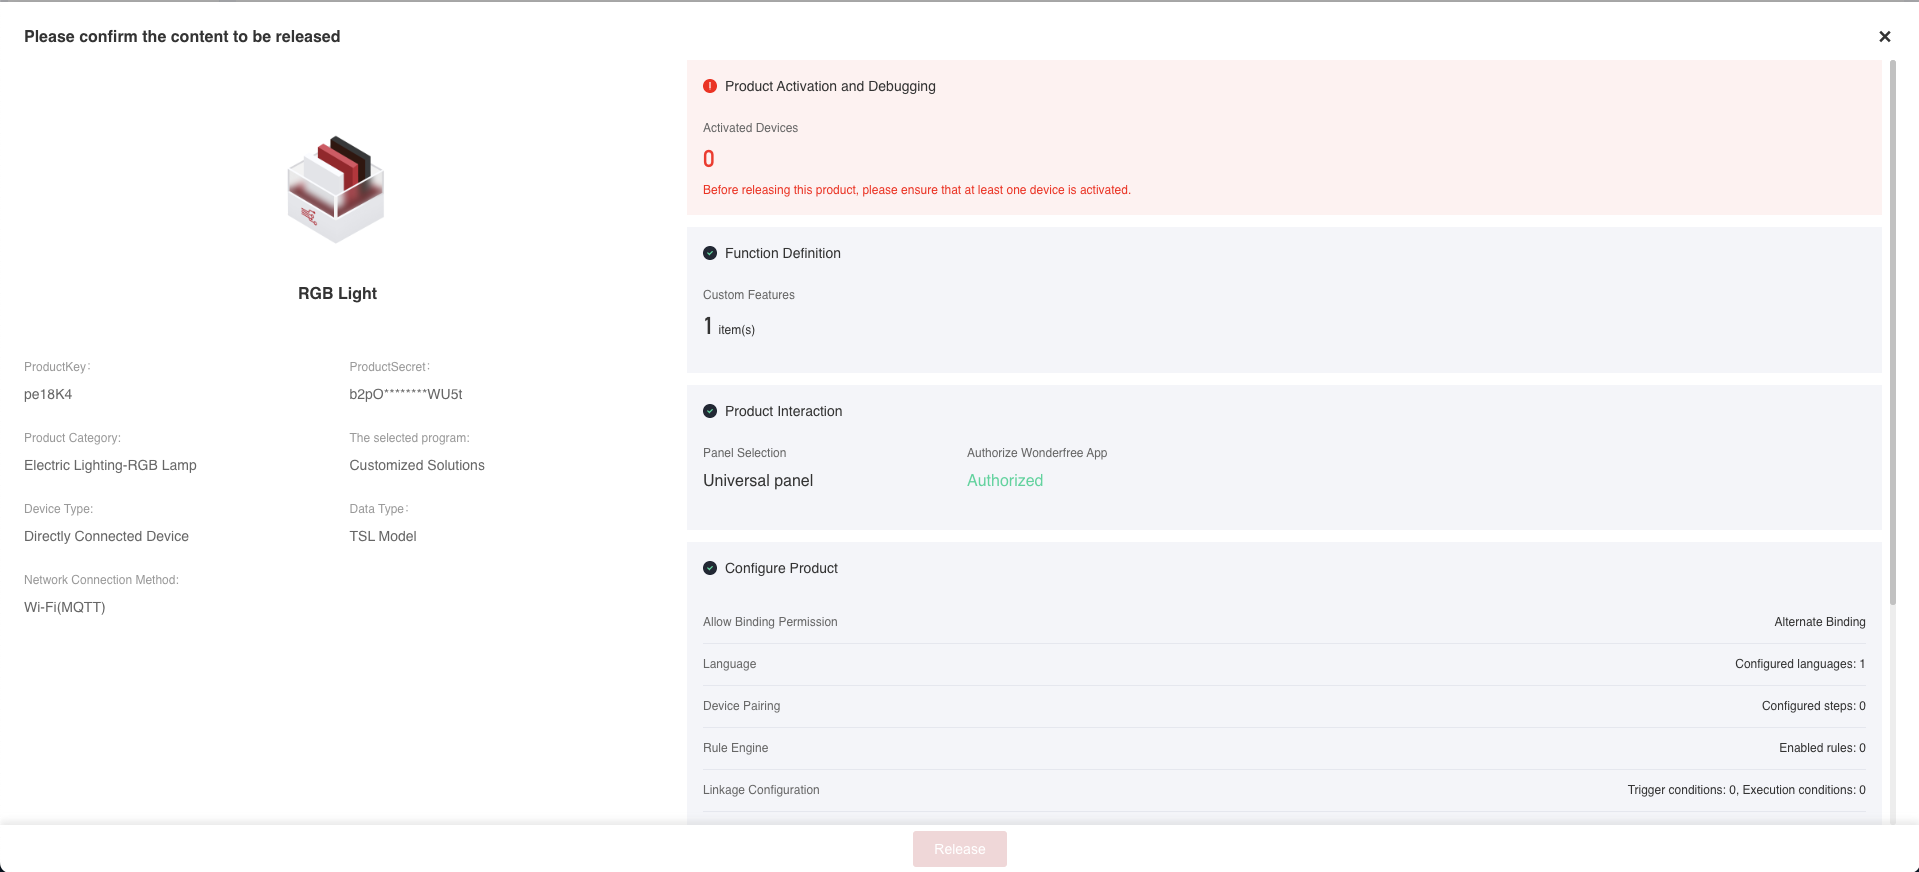 Please confirm the content to be released
RGB Light
ProductKey:
pe18K4
ProductSecret:
b2pO********WU5t
Product Category:
Electric Lighting-RGB Lamp
The selected program:
Customized Solutions
Device Type:
Directly Connected Device
Data Type:
TSL Model
Network Connection Method:
Wi-Fi(MQTT)
Product Activation and Debugging
Activated Devices
0
Before releasing this product, please ensure that at least one device is activated.
Function Definition
Custom Features
1 item(s)
Product Interaction
Panel Selection
Universal panel
Authorize Wonderfree App
Authorized
Configure Product
Allow Binding Permission Alternate Binding
Language Configured languages: 1
Device Pairing Configured steps: 0
Rule Engine Enabled rules: 0
Linkage Configuration Trigger conditions: 0, Execution conditions: 0
Release